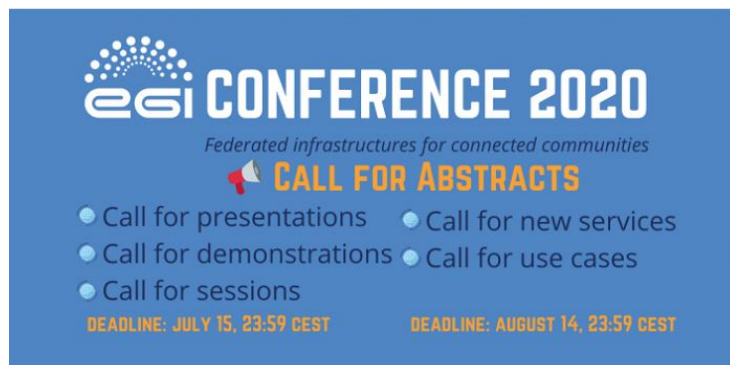 egi CONFERENCE 2020
Federated infrastructures for connected communities
CALL FOR ABSTRACTS
Call for presentations
Call for demonstrations
Call for sessions
DEADLINE: JULY 15, 23:59 CEST
Call for new services
Call for use cases
DEADLINE: AUGUST 14, 23:59 CEST